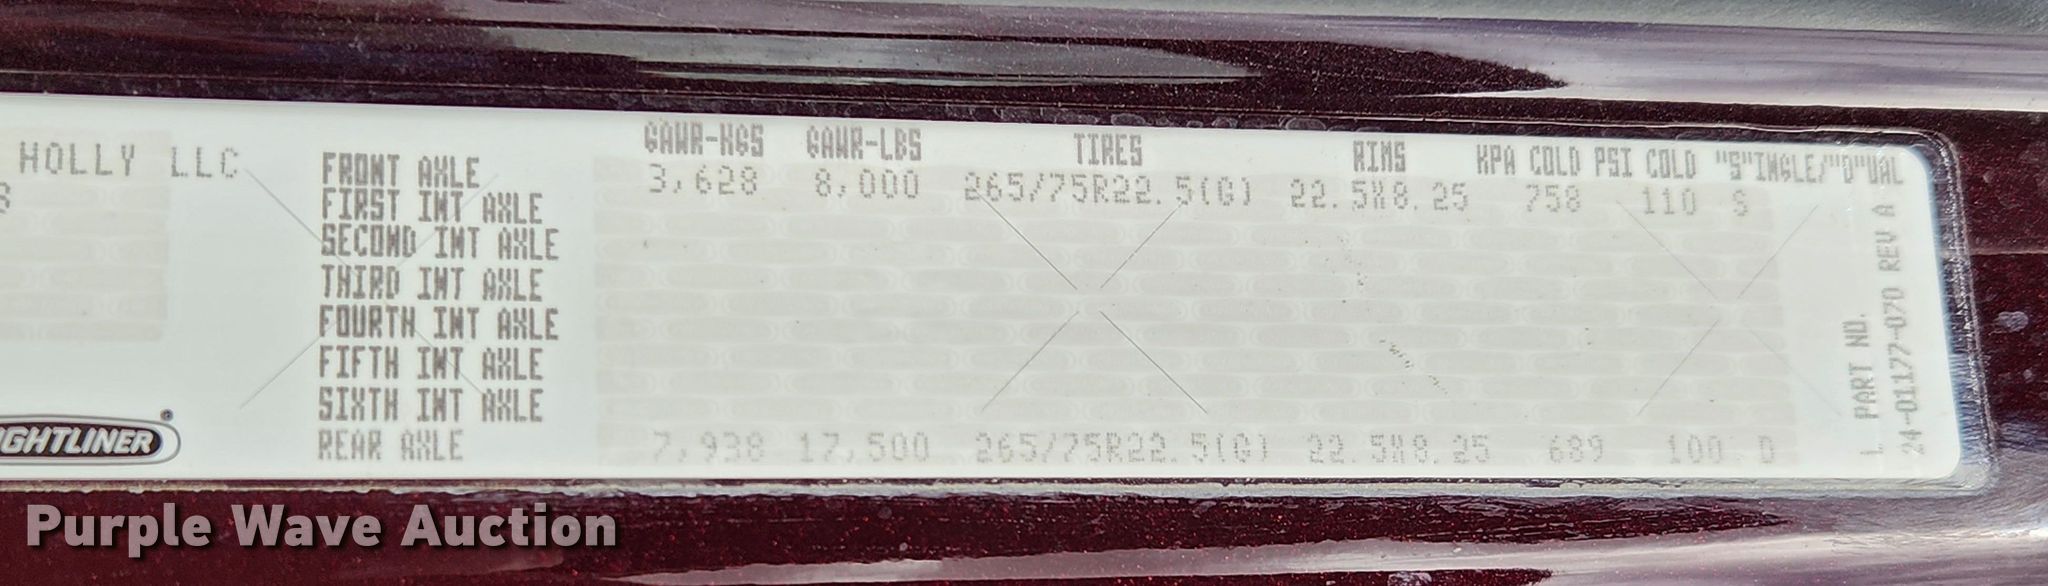 GAWR-KGS GAWR-LBS TIRES RIMS KPA COLD PSI COLD "S"INGLE/"D"UAL
HOLLY LLC
FRONT AXLE 3,628 8,000 265/75R22.5(G) 22.5X8.25 758 110 S
FIRST INT AXLE
SECOND INT AXLE
THIRD INT AXLE
FOURTH INT AXLE
FIFTH INT AXLE
SIXTH INT AXLE
REAR AXLE 7,938 17,500 265/75R22.5(G) 22.5X8.25 689 100 D
PART NO.
24-01177-070 REV A
Purple Wave Auction